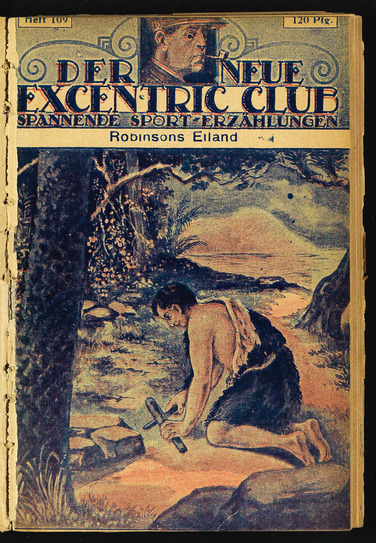 Heft 109
120 Pfg.
DER NEUE
EXCENTRIC CLUB
SPANNENDE SPORT-ERZÄHLUNGEN
Robinsons Eiland